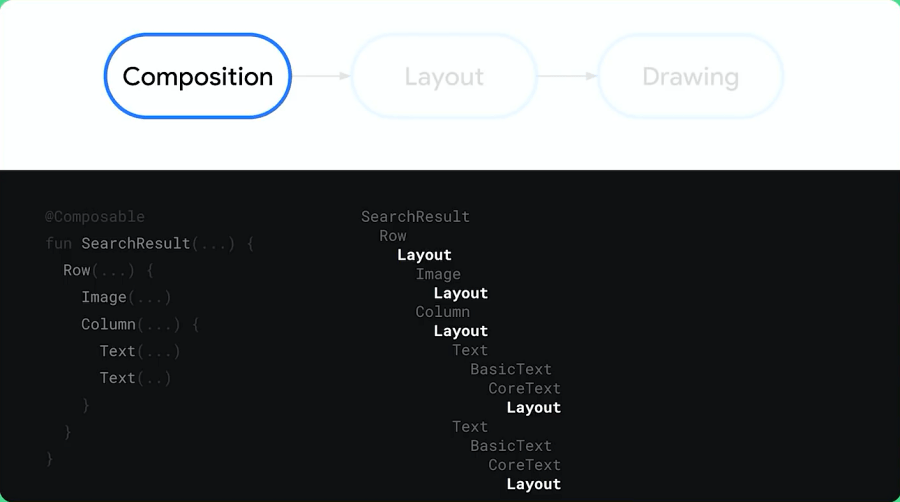 Composition
Layout
Drawing
@Composable
fun SearchResult(...) {
  Row(...) {
    Image(...)
    Column(...) {
      Text(...)
      Text(..)
    }
  }
}
SearchResult
  Row
    Layout
      Image
        Layout
      Column
        Layout
          Text
            BasicText
              CoreText
                Layout
          Text
            BasicText
              CoreText
                Layout